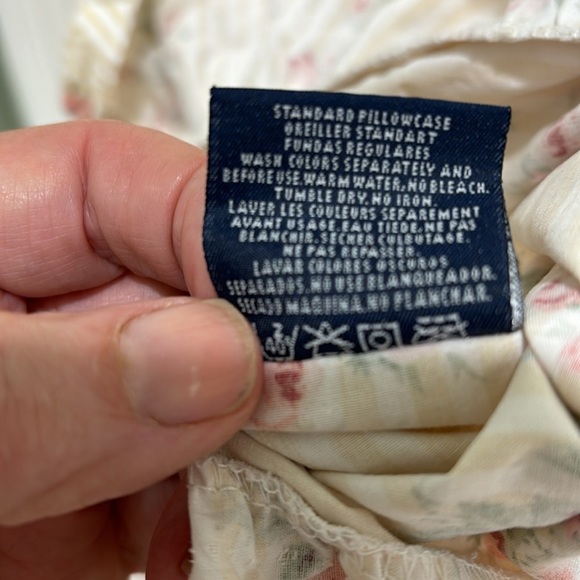 STANDARD PILLOWCASE
OREILLER STANDART
FUNDAS REGULARES
WASH COLORS SEPARATELY AND
BEFORE USE. WARM WATER, NO BLEACH.
TUMBLE DRY, NO IRON.
LAVER LES COULEURS SEPAREMENT
AVANT USAGE. EAU TIEDE, NE PAS
BLANCHIR. SECHER CULBUTAGE.
NE PAS REPASSER.
LAVAR COLORES OSCUROS
SEPARADOS. NO USE BLANQUEADOR.
SECADO MAQUINA. NO PLANCHAR.